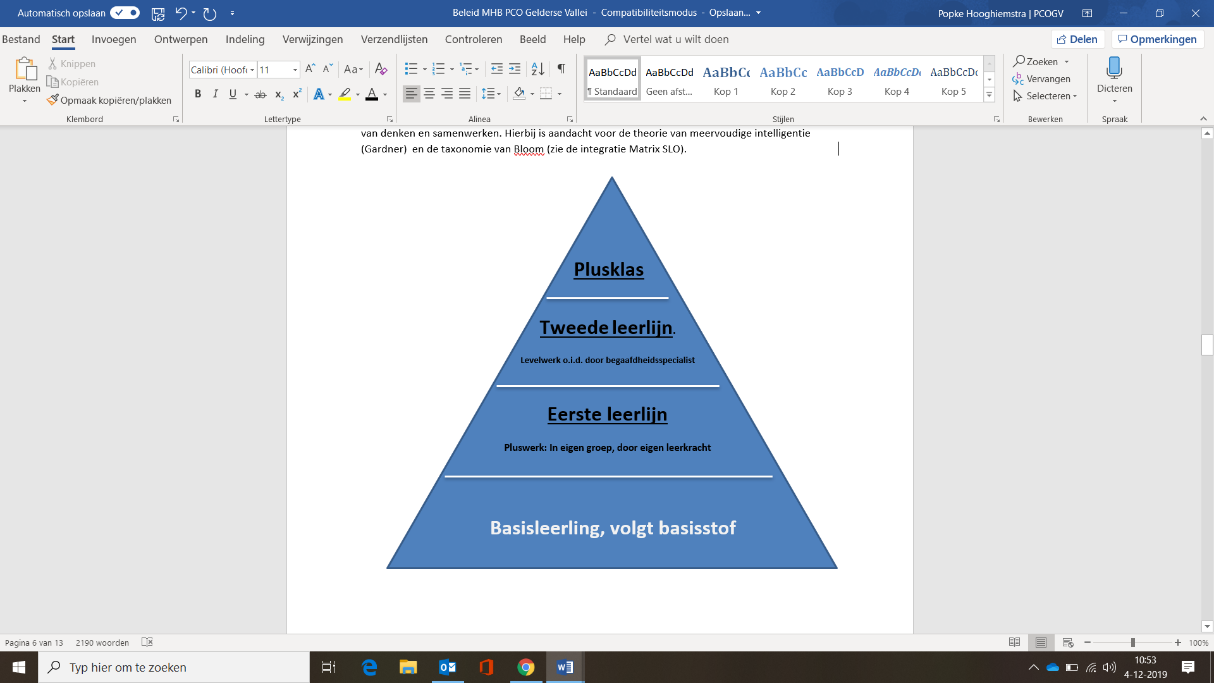 Automatisch opslaan
Beleid MHB PCO Gelderse Vallei - Compatibiliteitsmodus - Opslaan...
Popke Hooghiemstra | PCOGV
Bestand Start Invoegen Ontwerpen Indeling Verwijzingen Verzendlijsten Controleren Beeld Help Vertel wat u wilt doen
Delen Opmerkingen
Plakken
Knippen
Kopiëren
Opmaak kopiëren/plakken
Klembord
Calibri (Hoofd 11
Lettertype
Alinea
AaBbCcDd AaBbCcDd AaBbCc AaBbCc AaBbCcD AaBbCcDc AaBbCcDc
¶ Standaard Geen afst... Kop 1 Kop 2 Kop 3 Kop 4 Kop 5
Stijlen
Zoeken
Vervangen
Selecteren
Bewerken
Dicteren
Spraak
van denken en samenwerken. Hierbij is aandacht voor de theorie van meervoudige intelligentie
(Gardner) en de taxonomie van Bloom (zie de integratie Matrix SLO).
Plusklas
Tweede leerlijn.
Levelwerk o.i.d. door begaafdheidsspecialist
Eerste leerlijn
Pluswerk: In eigen groep, door eigen leerkracht
Basisleerling, volgt basisstof
Pagina 6 van 13 2190 woorden
100%
Typ hier om te zoeken
10:53
4-12-2019